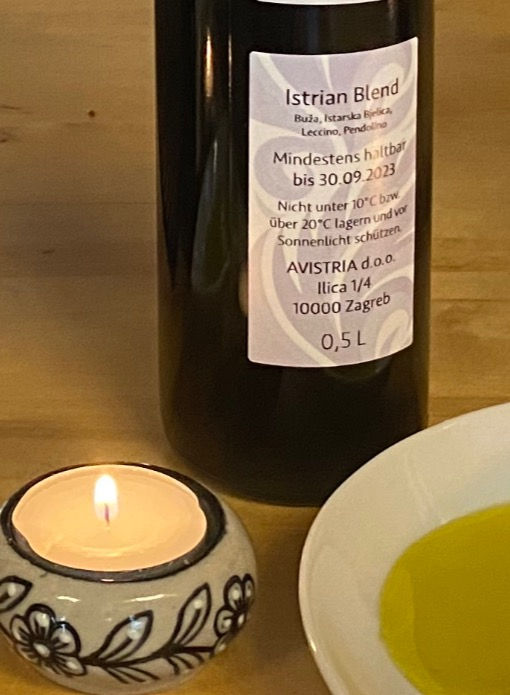 Istrian Blend
Buža, Istarska Bjelica,
Leccino, Pendolino
Mindestens haltbar
bis 30.09.2023
Nicht unter 10°C bzw.
über 20°C lagern und vor
Sonnenlicht schützen.
AVISTRIA d.o.o.
Ilica 1/4
10000 Zagreb
0,5 L